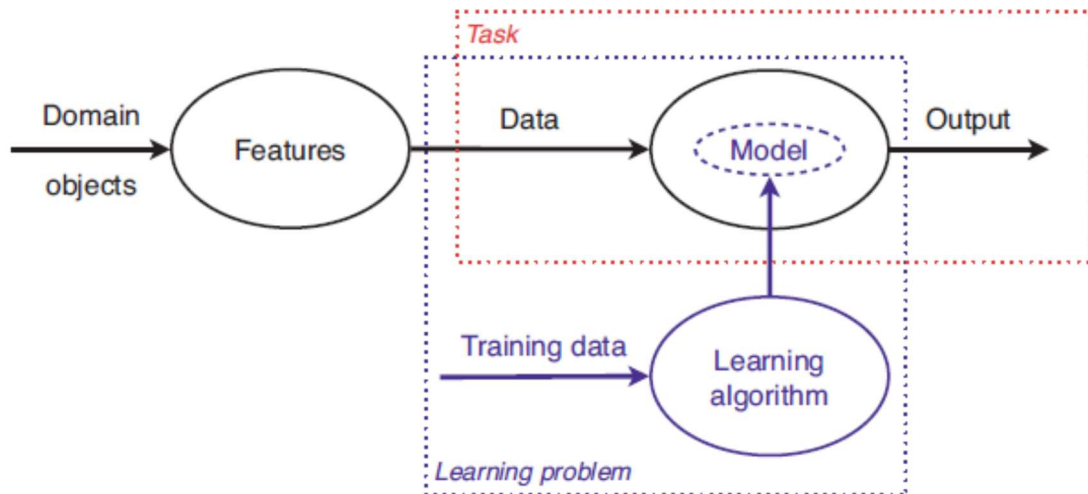 Task
Domain
objects
Features
Data
Model
Output
Training data
Learning
algorithm
Learning problem